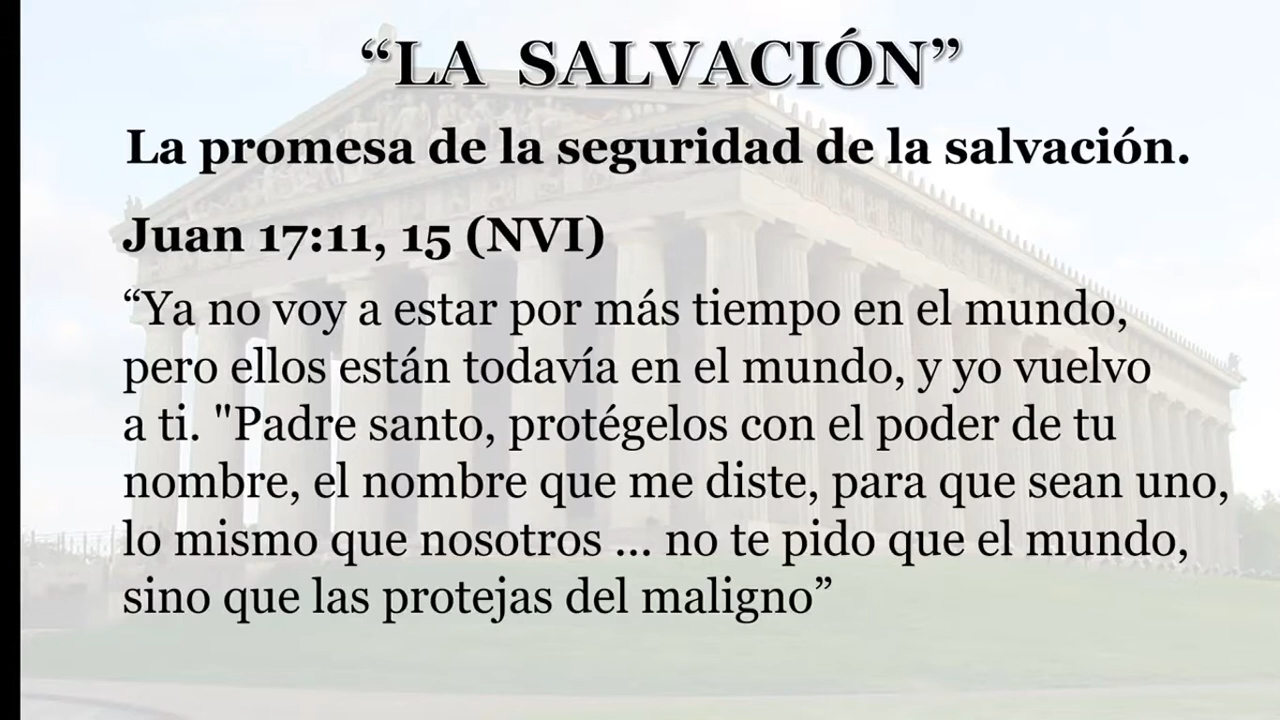 “LA SALVACIÓN”
La promesa de la seguridad de la salvación.
Juan 17:11, 15 (NVI)
“Ya no voy a estar por más tiempo en el mundo,
pero ellos están todavía en el mundo, y yo vuelvo
a ti. "Padre santo, protégelos con el poder de tu
nombre, el nombre que me diste, para que sean uno,
lo mismo que nosotros ... no te pido que el mundo,
sino que las protejas del maligno”